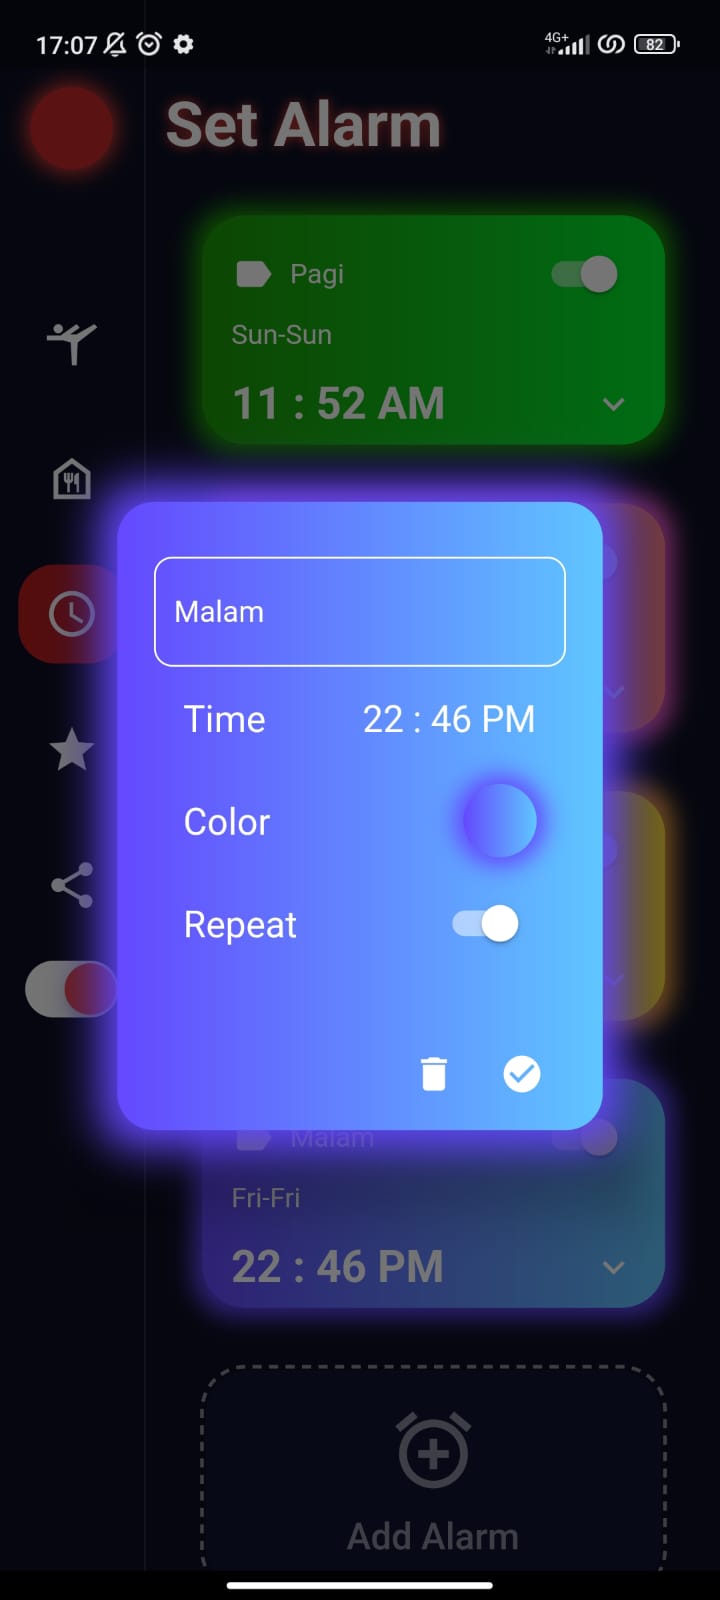 17:07 4G+ 82
Set Alarm
Pagi
Sun-Sun
11 : 52 AM
Malam
Time 22 : 46 PM
Color
Repeat
Malam
Fri-Fri
22 : 46 PM
Add Alarm